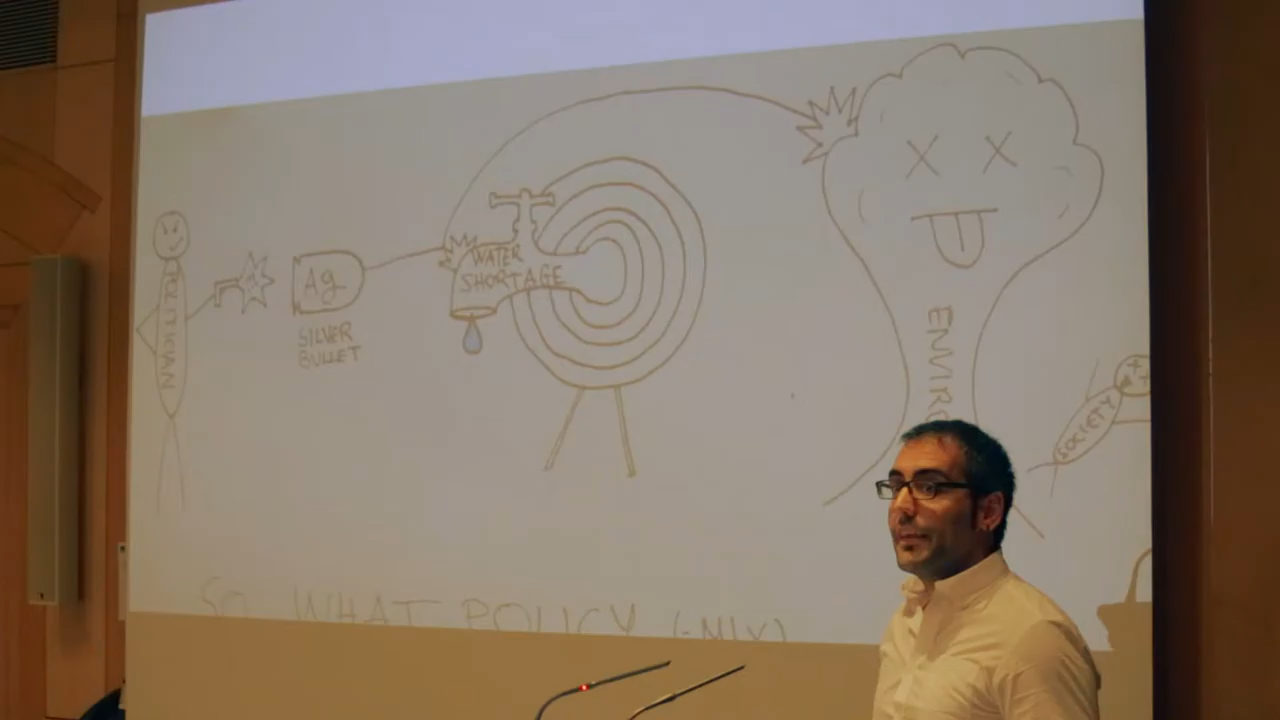 POLITICIAN
Ag
SILVER
BULLET
WATER
SHORTAGE
ENVIRO
SOCIETY
SO WHAT POLICY (-MIX)